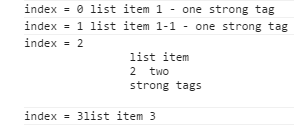 index = 0 list item 1 - one strong tag
index = 1 list item 1-1 - one strong tag
index = 2
list item
2  two
strong tags
index = 3list item 3